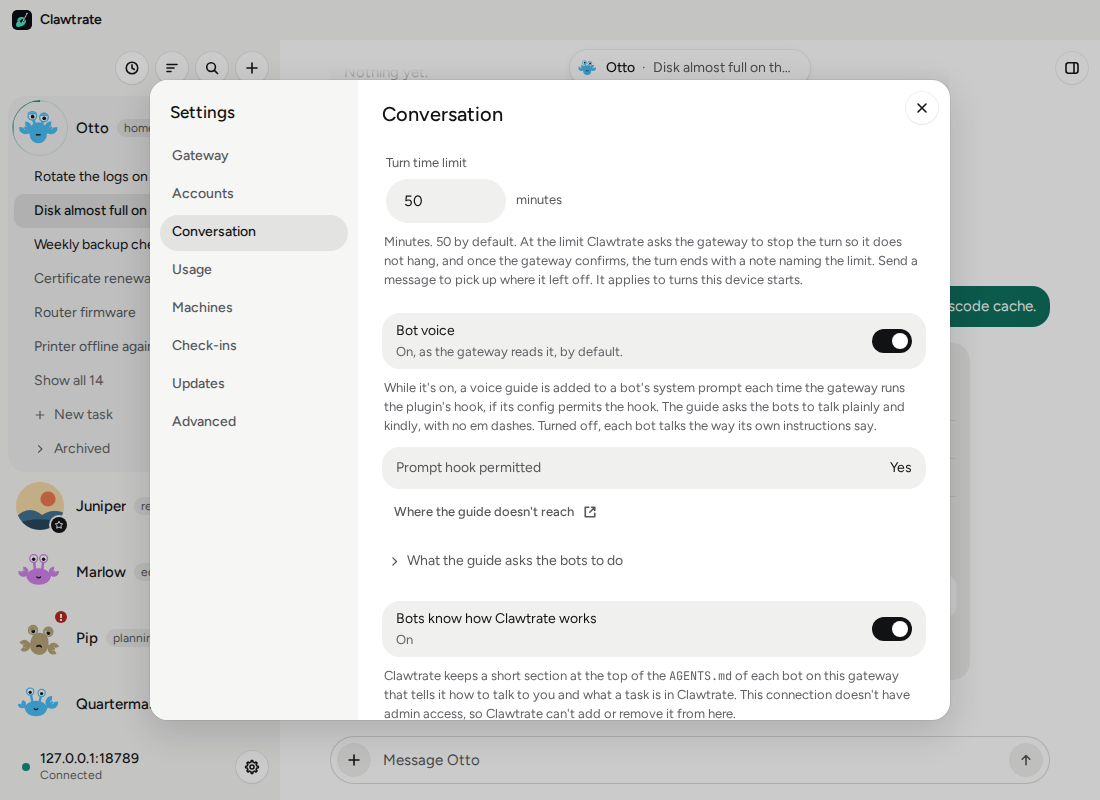 Clawtrate
Nothing yet.
Otto · Disk almost full on th...
Otto
Rotate the logs on
Disk almost full on
Weekly backup
Certificate
Router firmware
Printer offline
Show all 14
New task
Archived
Juniper
Marlow
Pip
127.0.0.1:18789
Connected
Settings
Gateway
Accounts
Conversation
Usage
Machines
Check-ins
Updates
Advanced
Conversation
Turn time limit
50 minutes
Minutes. 50 by default. At the limit Clawtrate asks the gateway to stop the turn so it does
not hang, and once the gateway confirms, the turn ends with a note naming the limit. Send a
message to pick up where it left off. It applies to turns this device starts.
Bot voice
On, as the gateway reads it, by default.
While it's on, a voice guide is added to a bot's system prompt each time the gateway runs
the plugin's hook, if its config permits the hook. The guide asks the bots to talk plainly and
kindly, with no em dashes. Turned off, each bot talks the way its own instructions say.
Prompt hook permitted Yes
Where the guide doesn't reach
What the guide asks the bots to do
Bots know how Clawtrate works
On
Clawtrate keeps a short section at the top of the AGENTS.md of each bot on this gateway
that tells it how to talk to you and what a task is in Clawtrate. This connection doesn't have
admin access, so Clawtrate can't add or remove it from here.
cache.
Message Otto